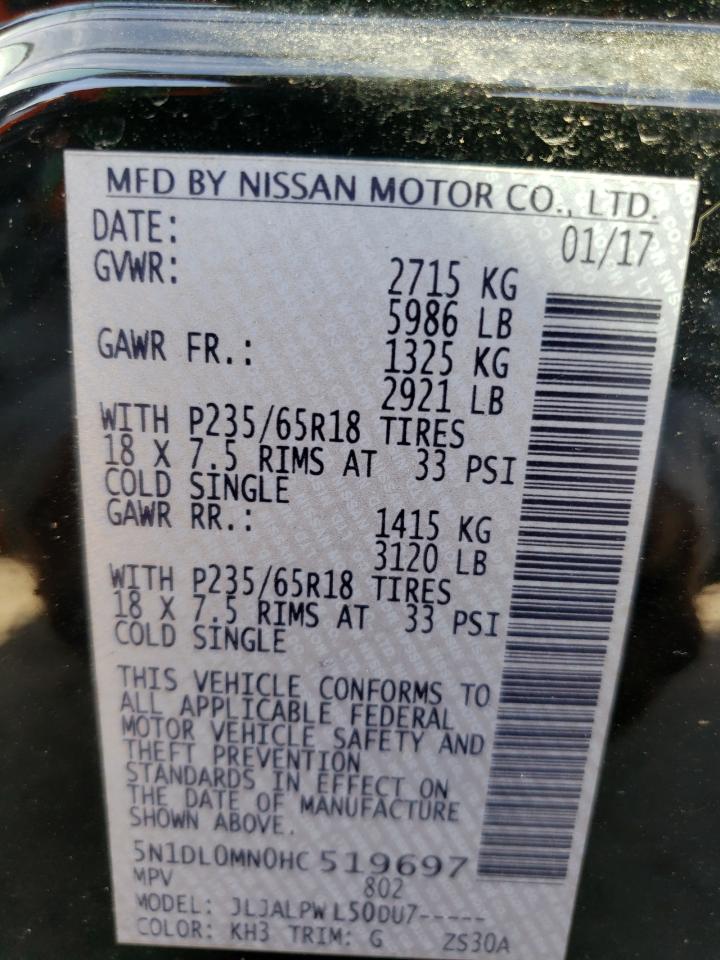 MFD BY NISSAN MOTOR CO., LTD.
DATE: 01/17
GVWR: 2715 KG
5986 LB
GAWR FR.: 1325 KG
2921 LB
WITH P235/65R18 TIRES
18 X 7.5 RIMS AT 33 PSI
COLD SINGLE
GAWR RR.: 1415 KG
3120 LB
WITH P235/65R18 TIRES
18 X 7.5 RIMS AT 33 PSI
COLD SINGLE
THIS VEHICLE CONFORMS TO
ALL APPLICABLE FEDERAL
MOTOR VEHICLE SAFETY AND
THEFT PREVENTION
STANDARDS IN EFFECT ON
THE DATE OF MANUFACTURE
SHOWN ABOVE.
5N1DL0MN0HC 519697
MPV 802
MODEL: JLJALPW L50DU7-----
COLOR: KH3 TRIM: G ZS30A